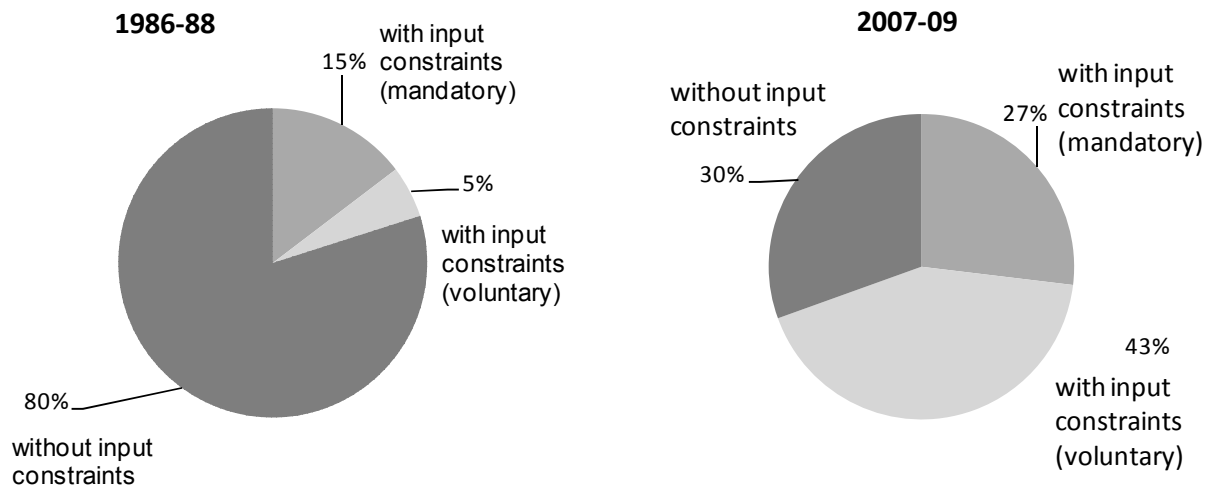 1986-88
15%
with input
constraints
(mandatory)
5%
with input
constraints
(voluntary)
80%
without input
constraints
2007-09
without input
constraints
30%
27%
with input
constraints
(mandatory)
43%
with input
constraints
(voluntary)